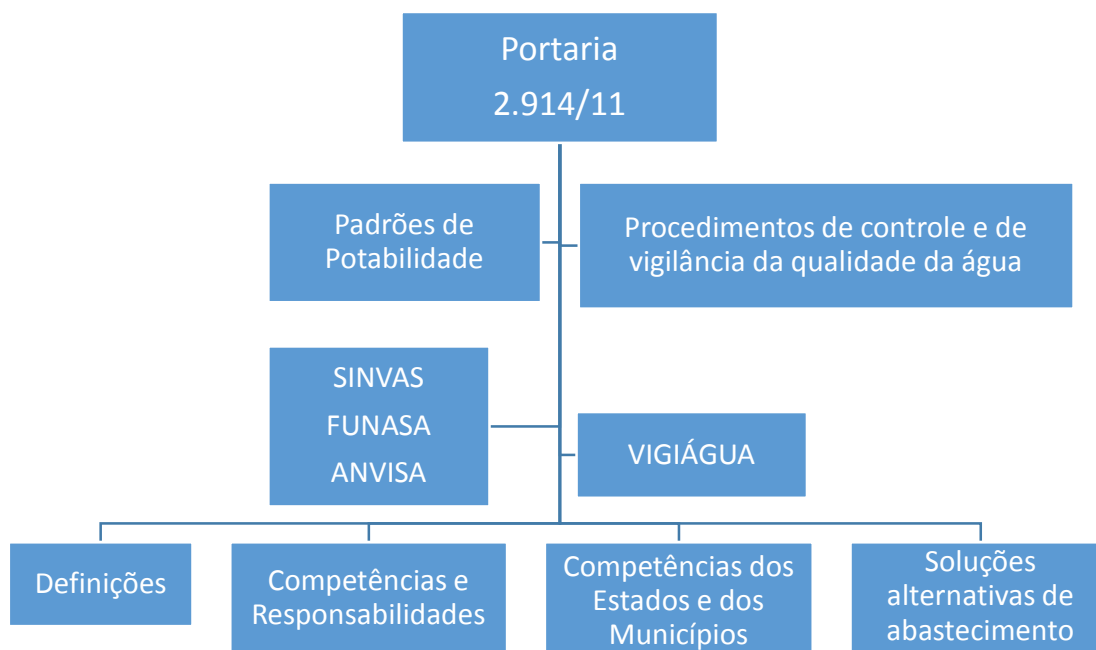 Portaria
2.914/11
Padrões de
Potabilidade
Procedimentos de controle e de
vigilância da qualidade da água
SINVAS
FUNASA
ANVISA
VIGIÁGUA
Definições
Competências e
Responsabilidades
Competências dos
Estados e dos
Municípios
Soluções
alternativas de
abastecimento